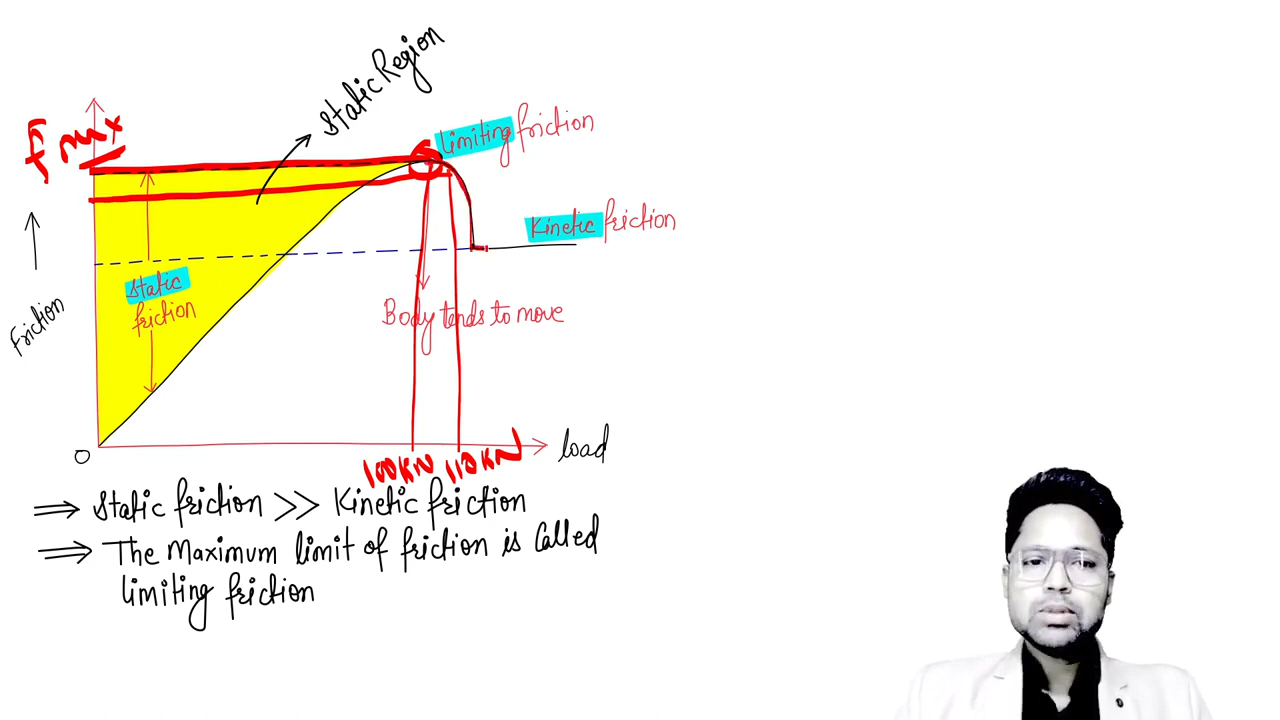 Static Region
fmax
Limiting friction
Kinetic friction
Static
friction
Friction
Body tends to move
O
100KN 110KN
load
⇒ Static friction >> Kinetic friction
⇒ The Maximum limit of friction is Called
limiting friction